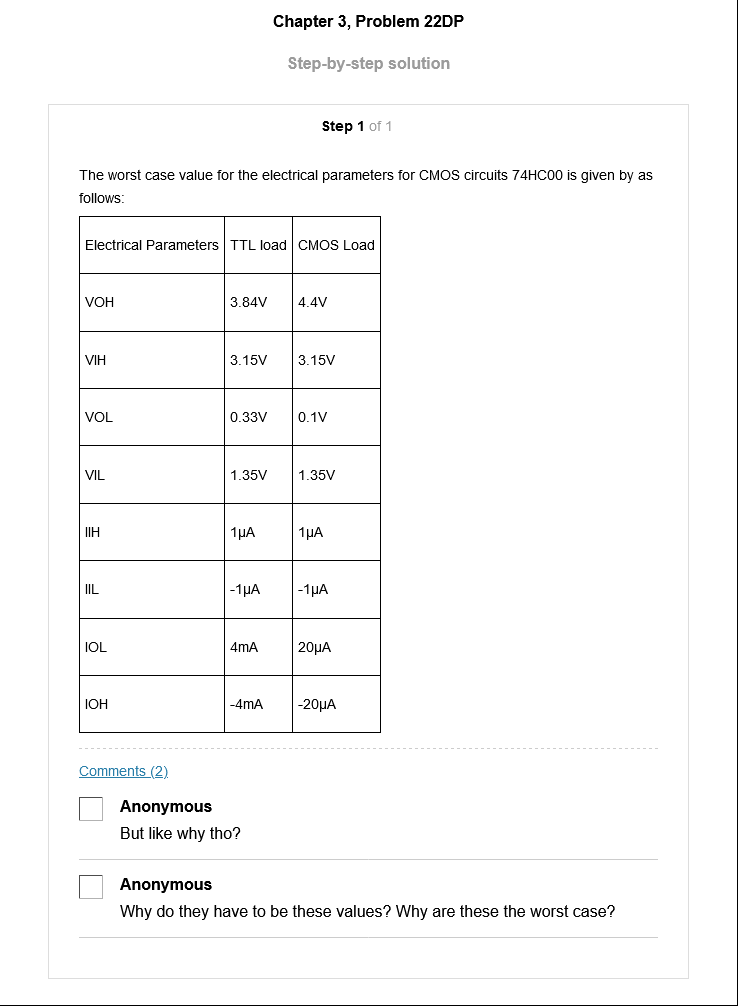 Chapter 3, Problem 22DP
Step-by-step solution
Step 1 of 1
The worst case value for the electrical parameters for CMOS circuits 74HC00 is given by as
follows:
Electrical Parameters TTL load CMOS Load
VOH 3.84V 4.4V
VIH 3.15V 3.15V
VOL 0.33V 0.1V
VIL 1.35V 1.35V
IIH 1μA 1μA
IIL -1μA -1μA
IOL 4mA 20μA
IOH -4mA -20μA
Comments (2)
Anonymous
But like why tho?
Anonymous
Why do they have to be these values? Why are these the worst case?